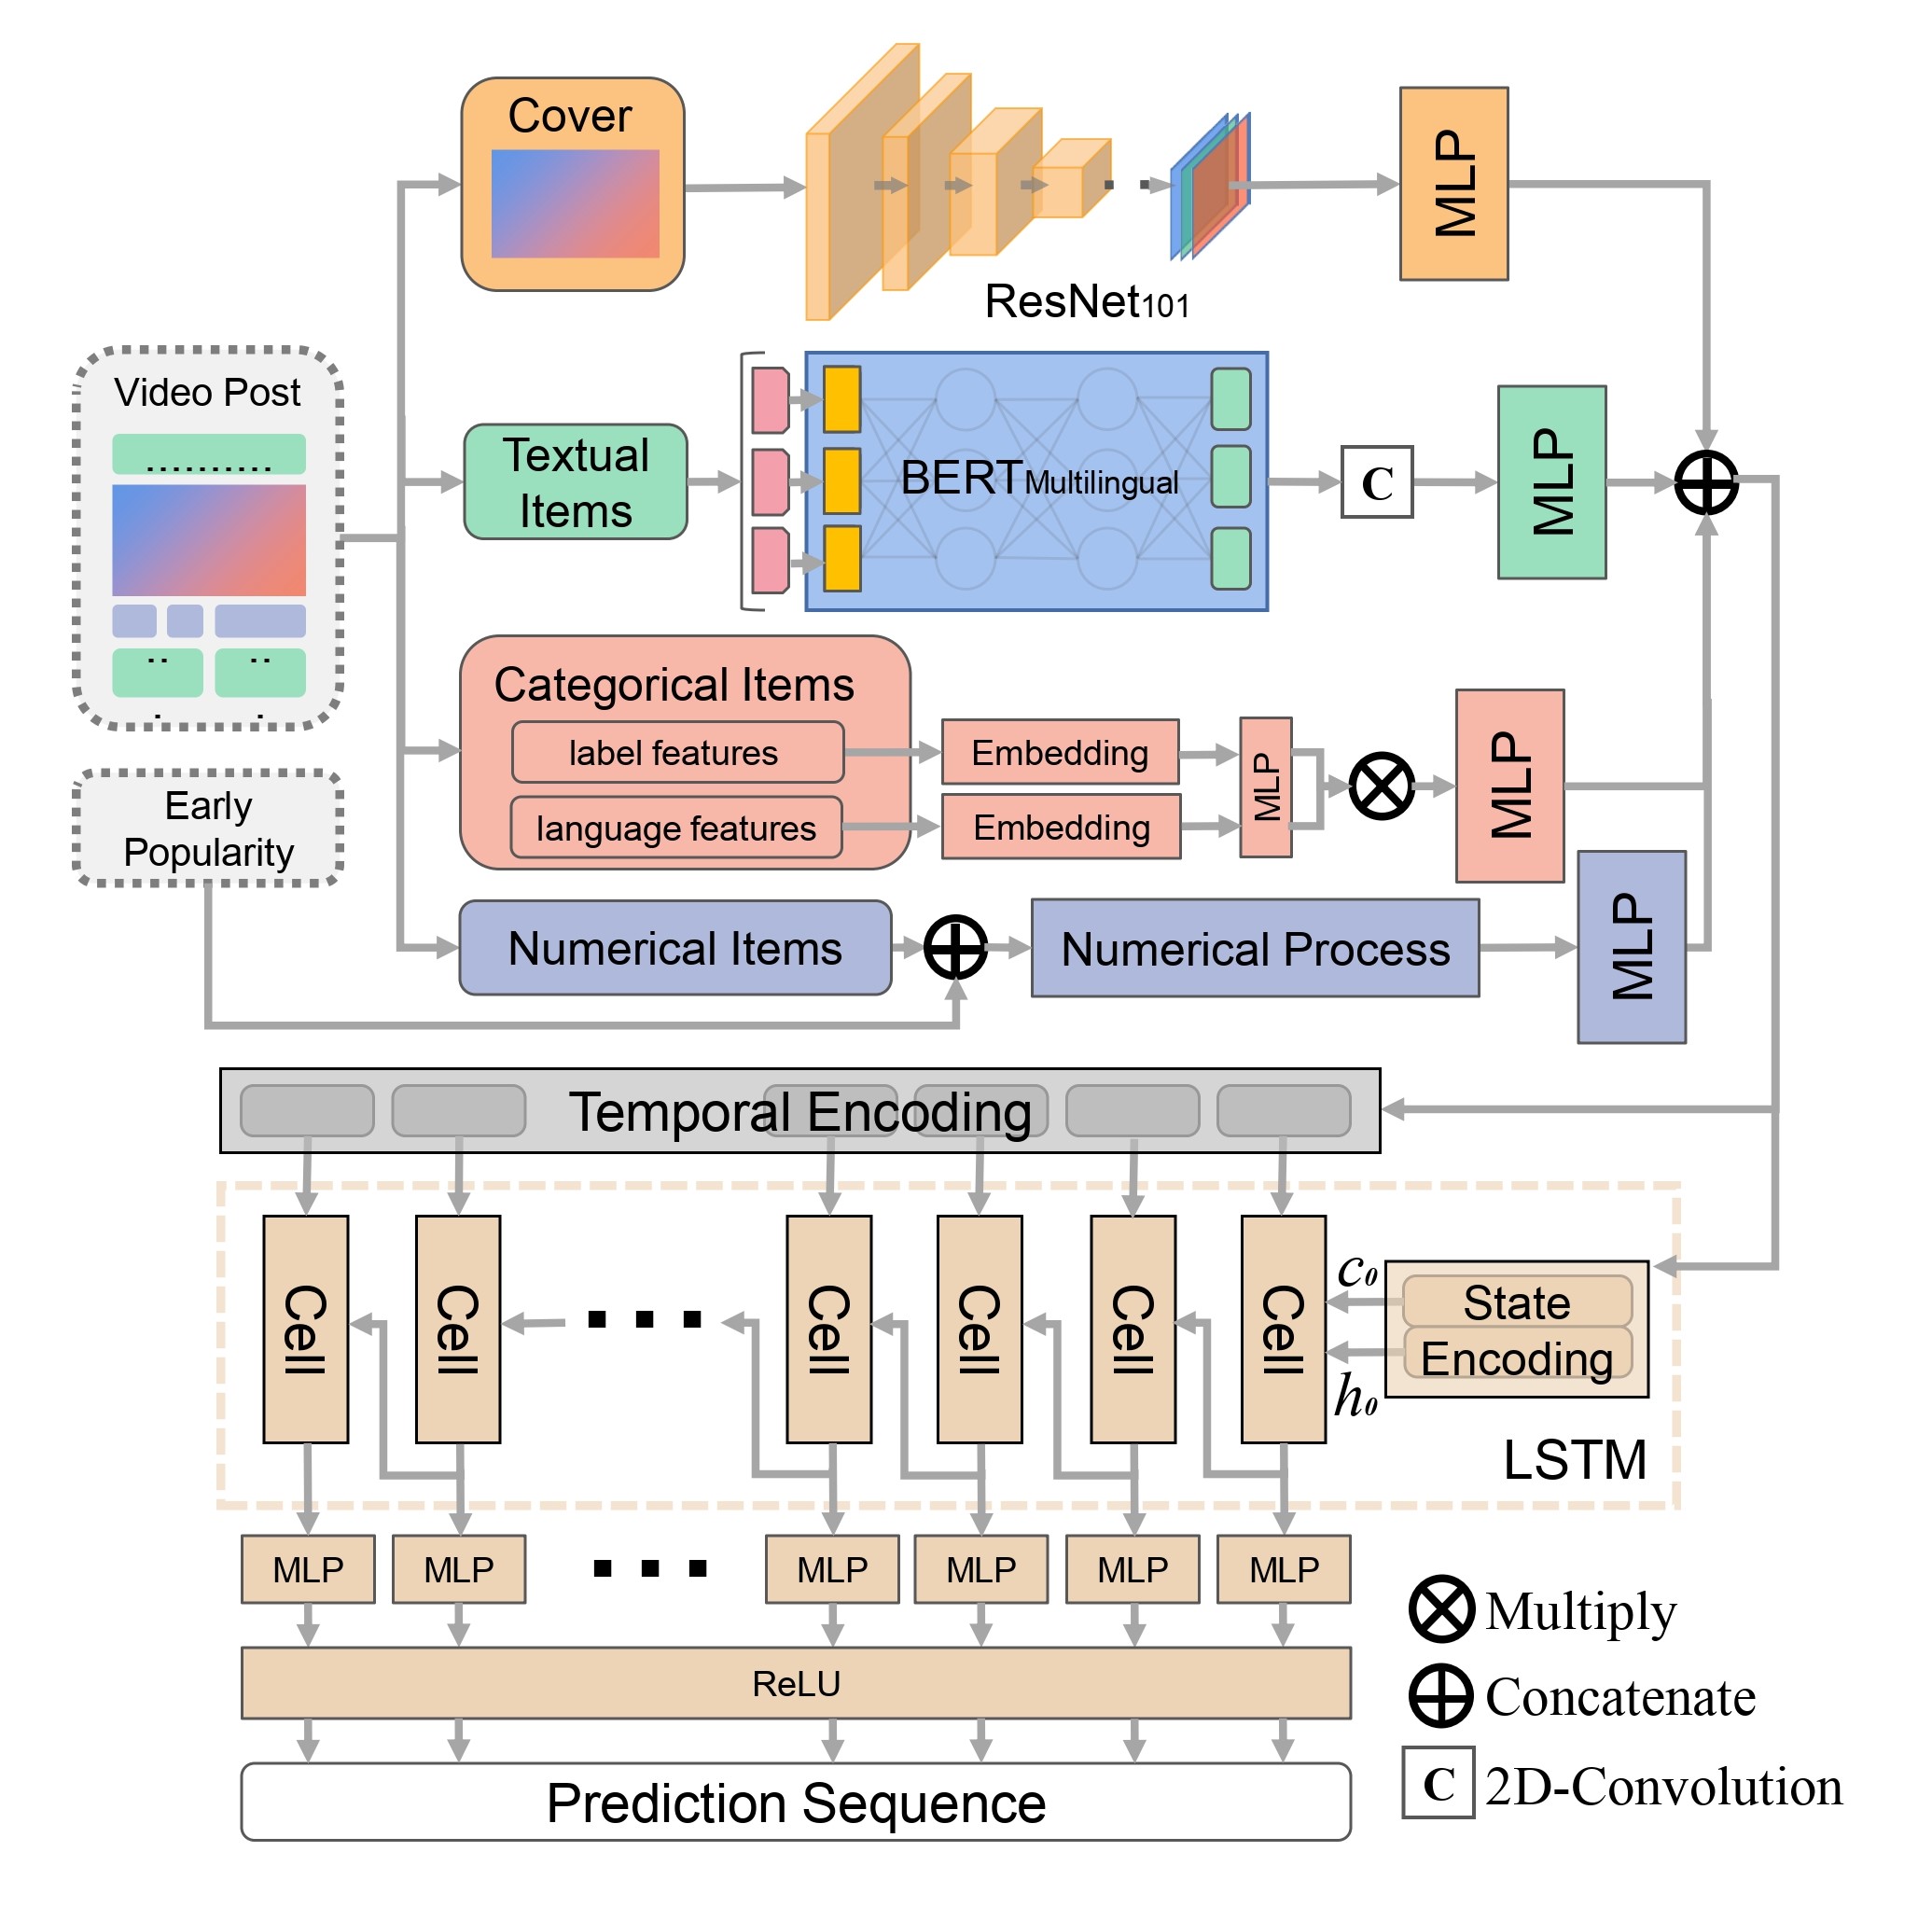 Cover
MLP
ResNet101
Video Post
Textual
Items
BERTMultilingual
C
MLP
Categorical Items
label features
Embedding
language features
Embedding
MLP
MLP
Early
Popularity
Numerical Items
Numerical Process
MLP
Temporal Encoding
Cell
Cell
Cell
Cell
Cell
Cell
c0
h0
State
Encoding
LSTM
MLP
MLP
MLP
MLP
MLP
MLP
ReLU
Prediction Sequence
Multiply
Concatenate
C 2D-Convolution